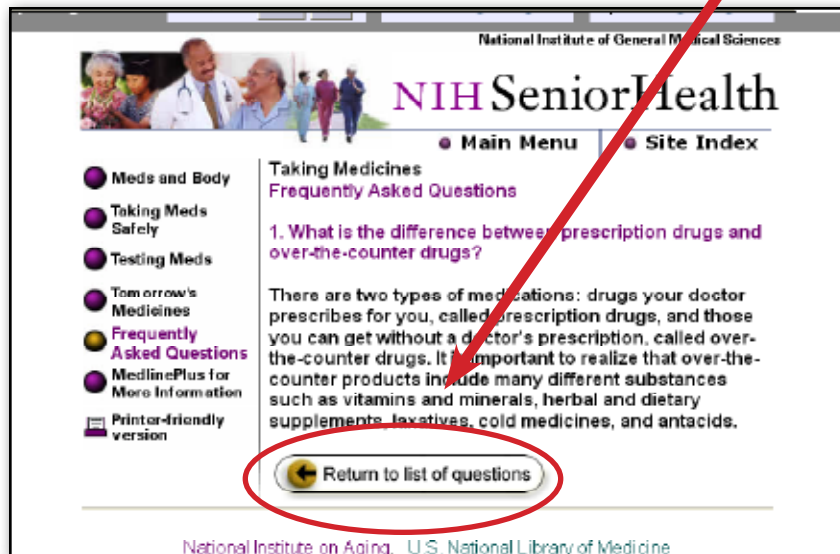 National Institute of General Medical Sciences
NIH SeniorHealth
Main Menu
Site Index
Meds and Body
Taking Meds
Safely
Testing Meds
Tomorrow's
Medicines
Frequently
Asked Questions
MedlinePlus for
More Information
Printer-friendly
version
Taking Medicines
Frequently Asked Questions
1. What is the difference between prescription drugs and
over-the-counter drugs?
There are two types of medications: drugs your doctor
prescribes for you, called prescription drugs, and those
you can get without a doctor's prescription, called over-
the-counter drugs. It is important to realize that over-the-
counter products include many different substances
such as vitamins and minerals, herbal and dietary
supplements, laxatives, cold medicines, and antacids.
Return to list of questions
National Institute on Aging, U.S. National Library of Medicine